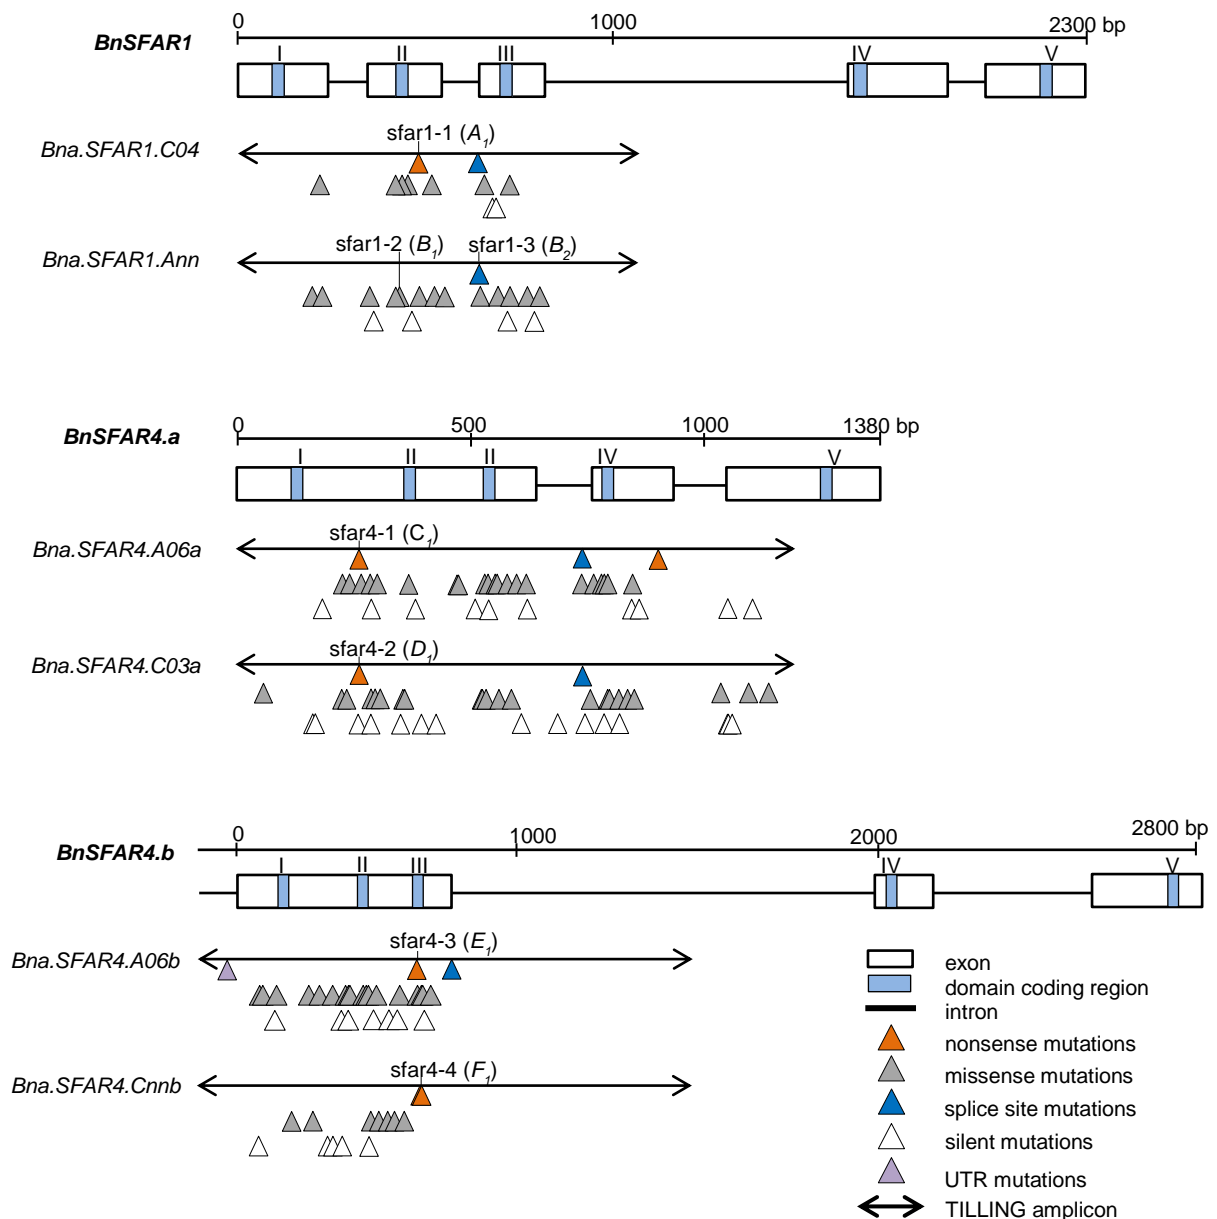 0 1000 2300 bp
BnSFAR1
I II III IV V
sfar1-1 (A1)
Bna.SFAR1.C04
sfar1-2 (B1) sfar1-3 (B2)
Bna.SFAR1.Ann
0 500 1000 1380 bp
BnSFAR4.a
I II II IV V
sfar4-1 (C1)
Bna.SFAR4.A06a
sfar4-2 (D1)
Bna.SFAR4.C03a
0 1000 2000 2800 bp
BnSFAR4.b
I II III IV V
sfar4-3 (E1)
Bna.SFAR4.A06b
sfar4-4 (F1)
Bna.SFAR4.Cnnb
exon
domain coding region
intron
nonsense mutations
missense mutations
splice site mutations
silent mutations
UTR mutations
TILLING amplicon